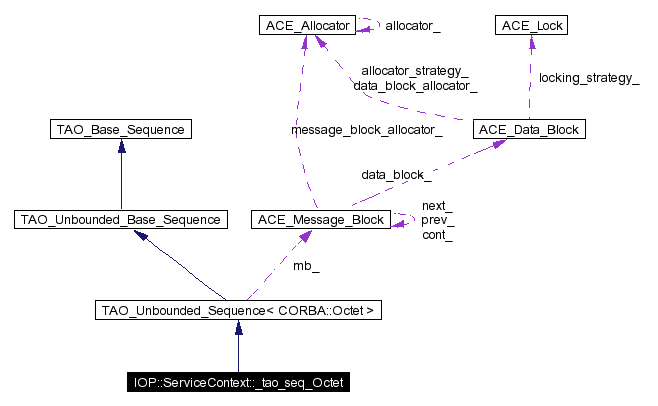 ACE_Allocator
allocator_
ACE_Lock
allocator_strategy_
data_block_allocator_
locking_strategy_
TAO_Base_Sequence
message_block_allocator_
ACE_Data_Block
data_block_
TAO_Unbounded_Base_Sequence
ACE_Message_Block
next_
prev_
cont_
mb_
TAO_Unbounded_Sequence< CORBA::Octet >
IOP::ServiceContext::_tao_seq_Octet